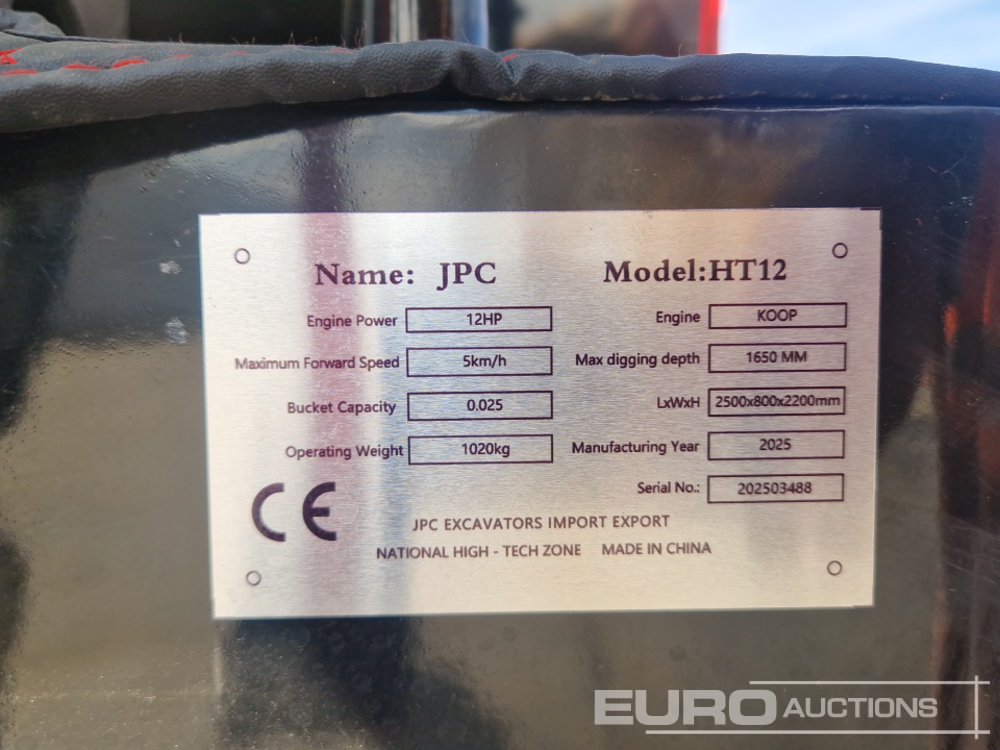 Name: JPC Model:HT12
Engine Power 12HP Engine KOOP
Maximum Forward Speed 5km/h Max digging depth 1650 MM
Bucket Capacity 0.025 LxWxH 2500x800x2200mm
Operating Weight 1020kg Manufacturing Year 2025
Serial No.: 202503488
CE
JPC EXCAVATORS IMPORT EXPORT
NATIONAL HIGH - TECH ZONE MADE IN CHINA
EURO AUCTIONS